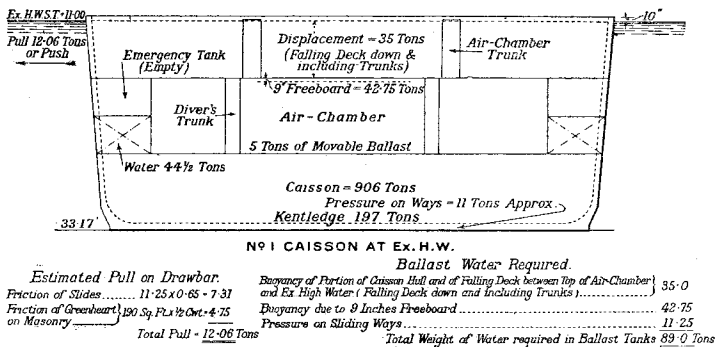 Ex. H.W.S.T. = 11·00
10"
Pull 12·06 Tons
or Push
Emergency Tank
(Empty)
Displacement = 35 Tons
(Falling Deck down &
including Trunks)
Air-Chamber
Trunk
9" Freeboard = 42·75 Tons
Diver's
Trunk
Air-Chamber
5 Tons of Movable Ballast
Water 44½ Tons
Caisson = 906 Tons
Pressure on Ways = 11 Tons Approx.
Kentledge 197 Tons
33·17'
Nº 1 CAISSON AT Ex. H.W.
Estimated Pull on Drawbar.
Friction of Slides....... 11·25 x 0·65 = 7·31
Friction of Greenheart } 190 Sq. Ft. x ½ Cwt. = 4·75
on Masonry
Total Pull = 12·06 Tons
Ballast Water Required.
Buoyancy of Portion of Caisson Hull and of Falling Deck between Top of Air-Chamber } 35·0
and Ex. High Water (Falling Deck down and Including Trunks)
Buoyancy due to 9 Inches Freeboard 42·75
Pressure on Sliding Ways 11·25
Total Weight of Water required in Ballast Tanks 89·0 Tons